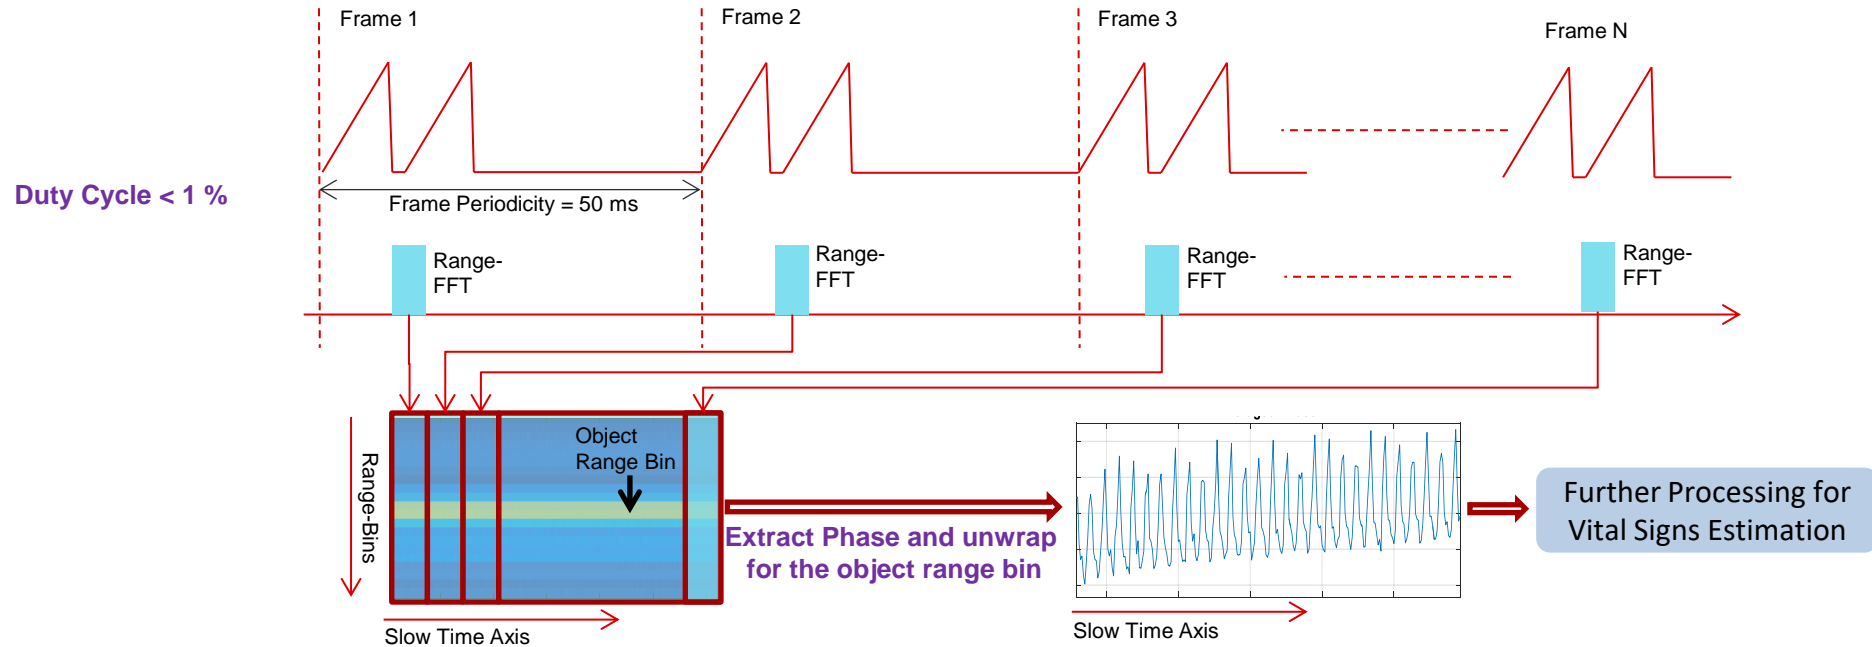 Frame 1
Frame 2
Frame 3
Frame N
Duty Cycle < 1 %
Frame Periodicity = 50 ms
Range-
FFT
Range-
FFT
Range-
FFT
Range-
FFT
Range-Bins
Object
Range Bin
Extract Phase and unwrap
for the object range bin
Further Processing for
Vital Signs Estimation
Slow Time Axis
Slow Time Axis